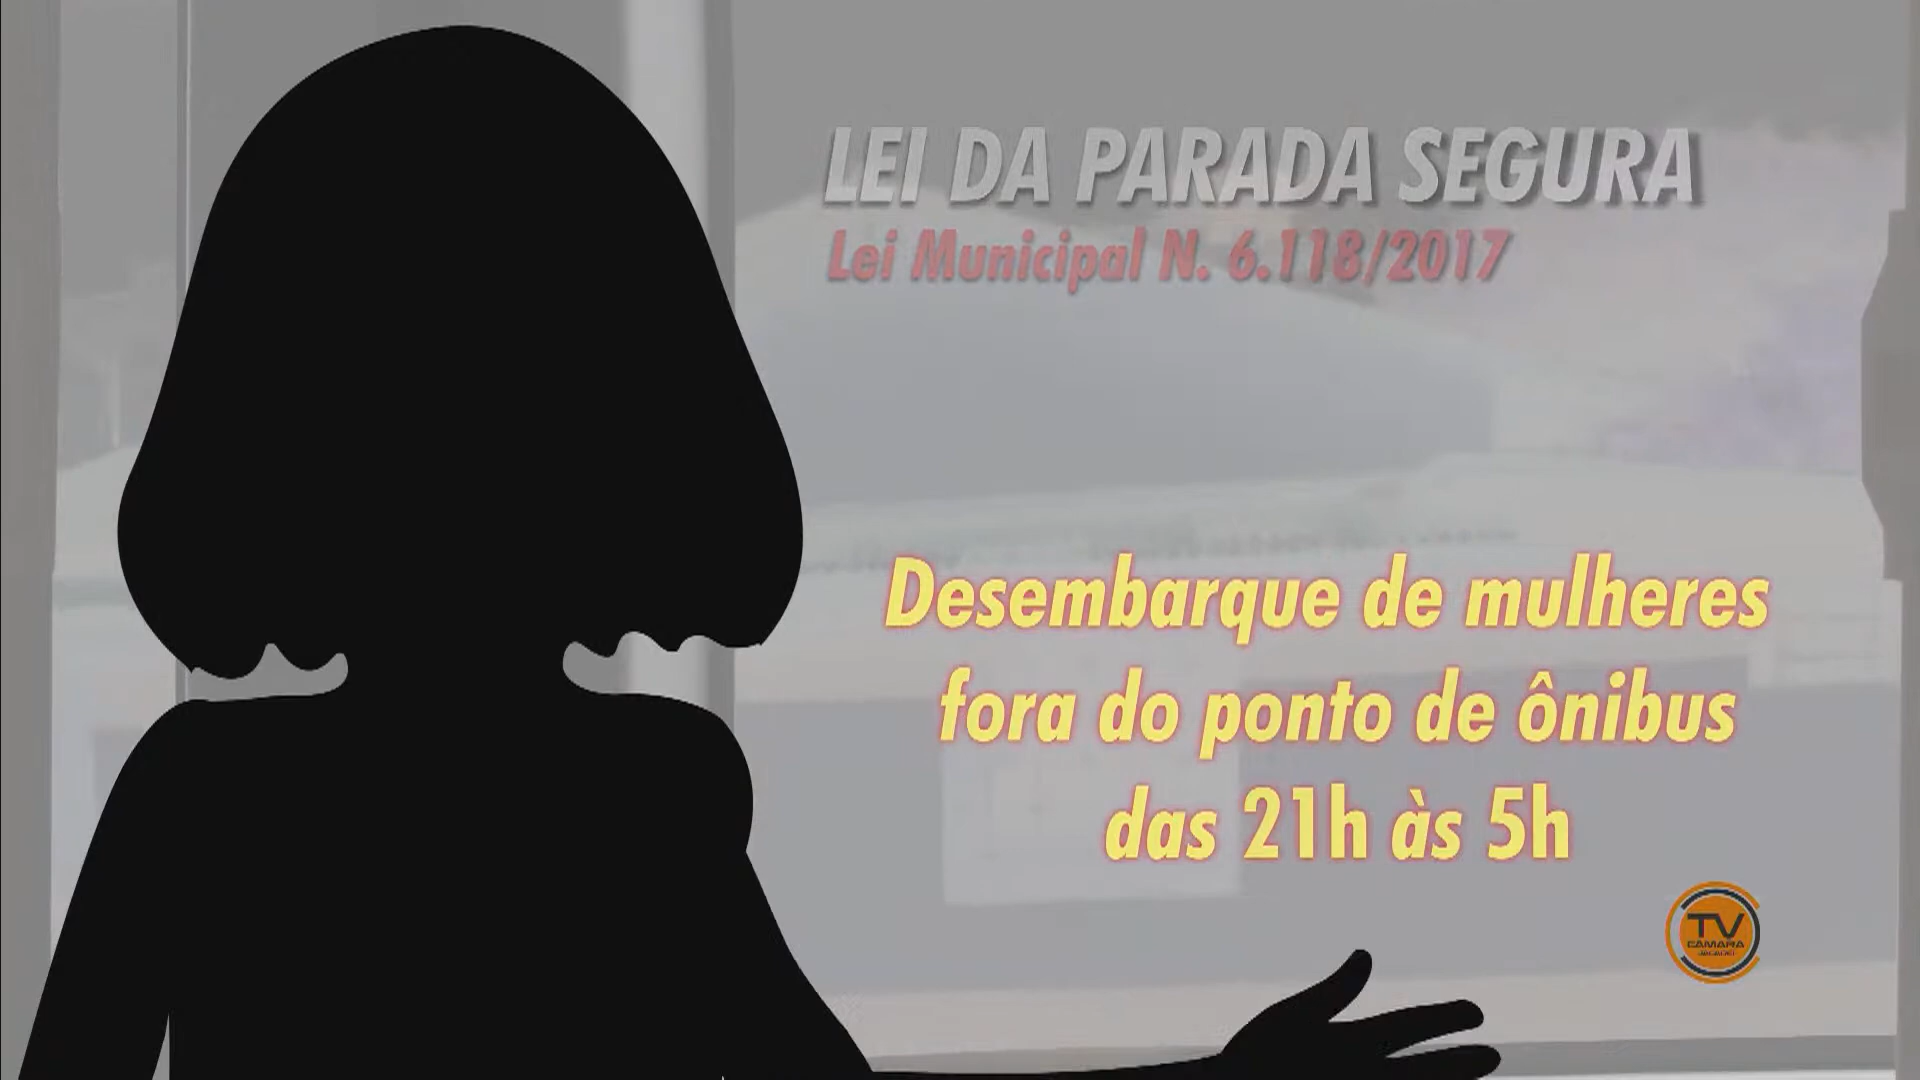 LEI DA PARADA SEGURA
Lei Municipal N. 6.118/2017
Desembarque de mulheres
fora do ponto de ônibus
das 21h às 5h
TV
CÂMARA
JACAREÍ